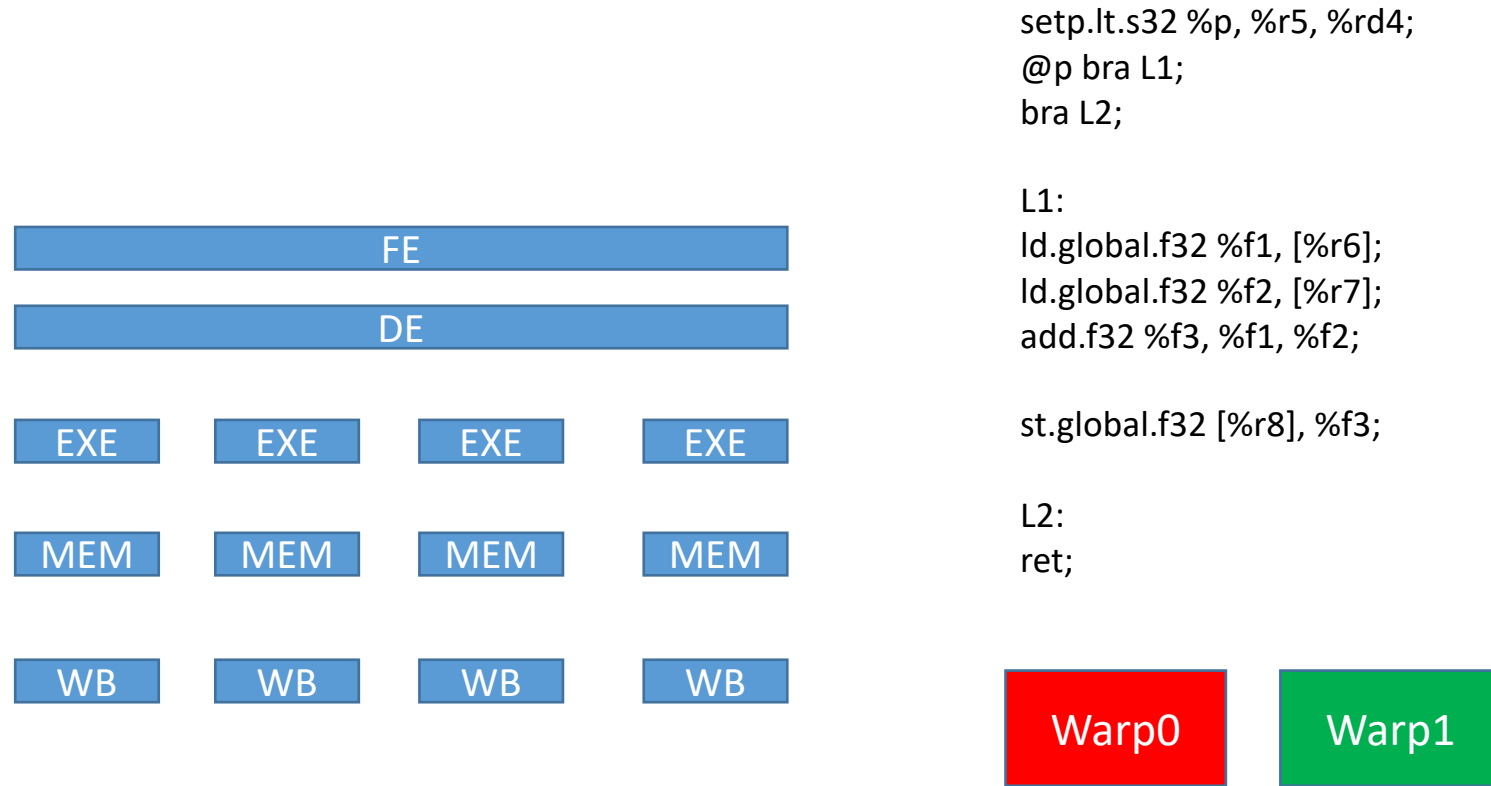 setp.lt.s32 %p, %r5, %rd4;
@p bra L1;
bra L2;
L1:
ld.global.f32 %f1, [%r6];
ld.global.f32 %f2, [%r7];
add.f32 %f3, %f1, %f2;
st.global.f32 [%r8], %f3;
L2:
ret;
FE
DE
EXE EXE EXE EXE
MEM MEM MEM MEM
WB WB WB WB
Warp0 Warp1